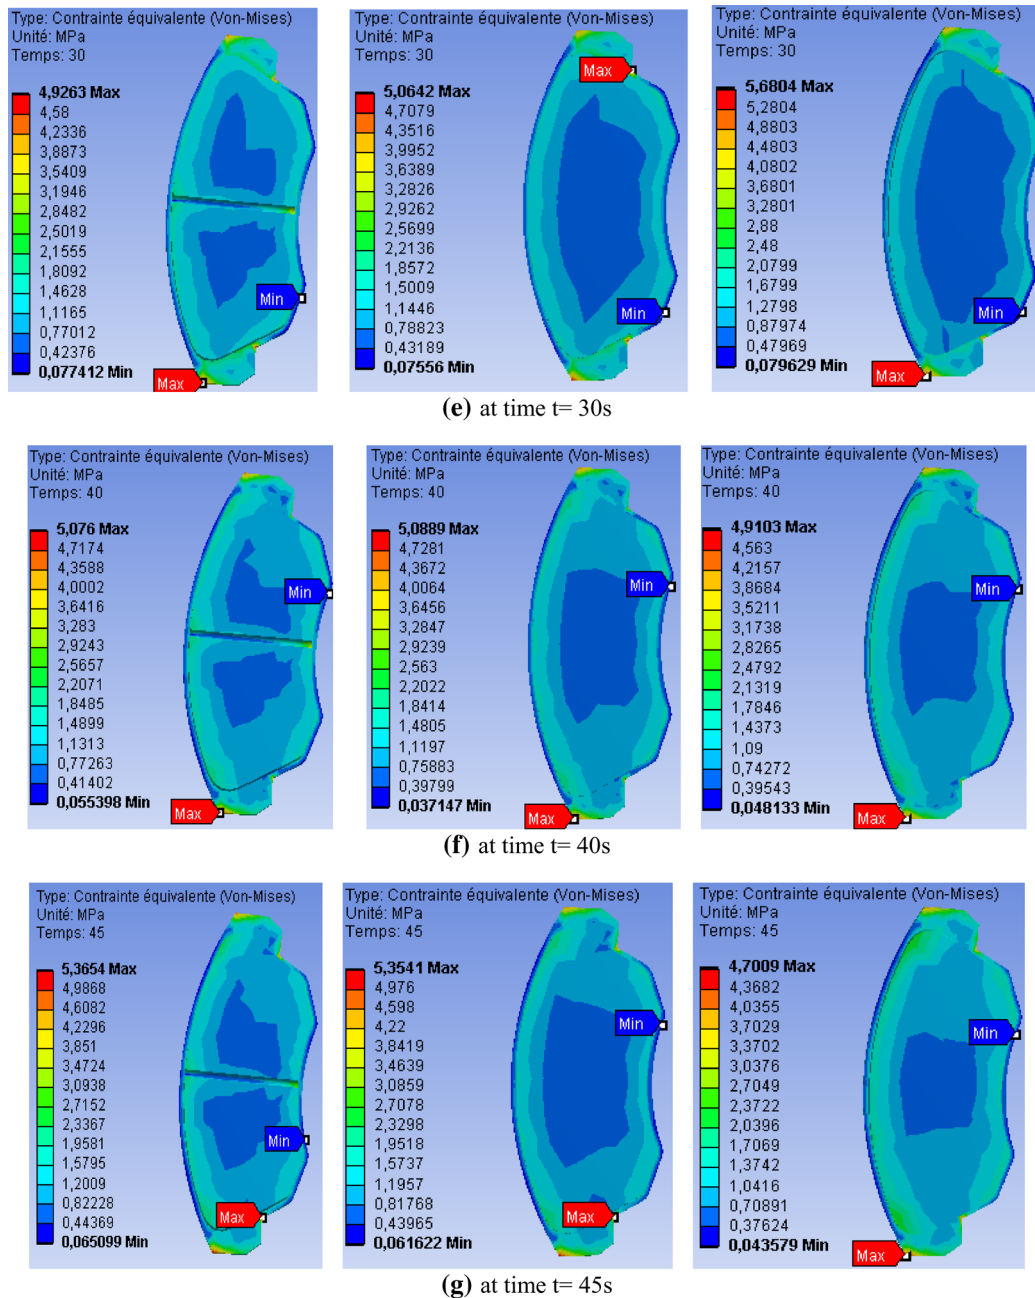 Type: Contrainte équivalente (Von-Mises)
Unité: MPa
Temps: 30
4,9263 Max
4,58
4,2336
3,8873
3,5409
3,1946
2,8482
2,5019
2,1555
1,8092
1,4628
1,1165
0,77012
0,42376
0,077412 Min
Min
Max
Type: Contrainte équivalente (Von-Mises)
Unité: MPa
Temps: 30
5,0642 Max
4,7079
4,3516
3,9952
3,6389
3,2826
2,9262
2,5699
2,2136
1,8572
1,5009
1,1446
0,78823
0,43189
0,07556 Min
Max
Min
Type: Contrainte équivalente (Von-Mises)
Unité: MPa
Temps: 30
5,6804 Max
5,2804
4,8803
4,4803
4,0802
3,6801
3,2801
2,88
2,48
2,0799
1,6799
1,2798
0,87974
0,47969
0,079629 Min
Min
Max
(e) at time t= 30s
Type: Contrainte équivalente (Von-Mises)
Unité: MPa
Temps: 40
5,076 Max
4,7174
4,3588
4,0002
3,6416
3,283
2,9243
2,5657
2,2071
1,8485
1,4899
1,1313
0,77263
0,41402
0,055398 Min
Min
Max
Type: Contrainte équivalente (Von-Mises)
Unité: MPa
Temps: 40
5,0889 Max
4,7281
4,3672
4,0064
3,6456
3,2847
2,9239
2,563
2,2022
1,8414
1,4805
1,1197
0,75883
0,39799
0,037147 Min
Min
Max
Type: Contrainte équivalente (Von-Mises)
Unité: MPa
Temps: 40
4,9103 Max
4,563
4,2157
3,8684
3,5211
3,1738
2,8265
2,4792
2,1319
1,7846
1,4373
1,09
0,74272
0,39543
0,048133 Min
Min
Max
(f) at time t= 40s
Type: Contrainte équivalente (Von-Mises)
Unité: MPa
Temps: 45
5,3654 Max
4,9868
4,6082
4,2296
3,851
3,4724
3,0938
2,7152
2,3367
1,9581
1,5795
1,2009
0,82228
0,44369
0,065099 Min
Min
Max
Type: Contrainte équivalente (Von-Mises)
Unité: MPa
Temps: 45
5,3541 Max
4,976
4,598
4,22
3,8419
3,4639
3,0859
2,7078
2,3298
1,9518
1,5737
1,1957
0,81768
0,43965
0,061622 Min
Min
Max
Type: Contrainte équivalente (Von-Mises)
Unité: MPa
Temps: 45
4,7009 Max
4,3682
4,0355
3,7029
3,3702
3,0376
2,7049
2,3722
2,0396
1,7069
1,3742
1,0416
0,70891
0,37624
0,043579 Min
Min
Max
(g) at time t= 45s